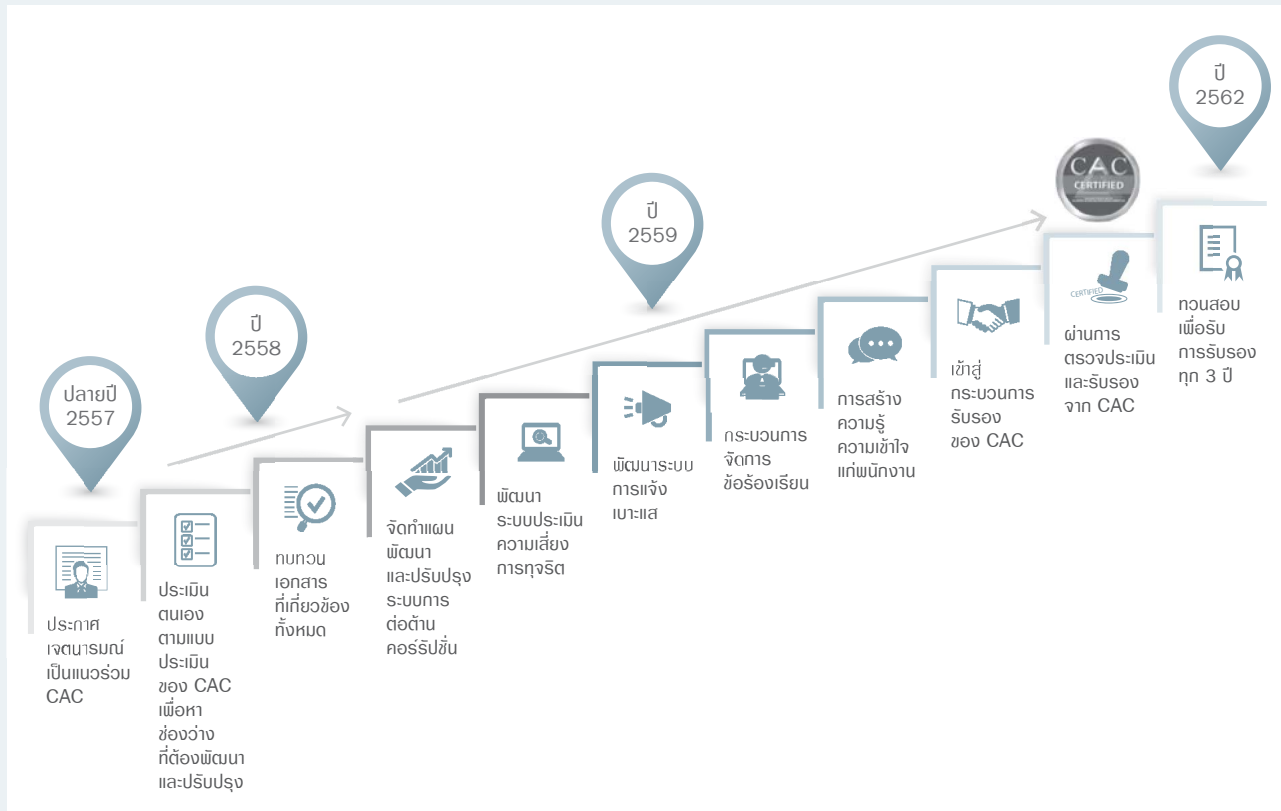 ปลายปี
2557
ปี
2558
ปี
2559
ปี
2562
CAC
CERTIFIED
ประกาศ
เจตนารมณ์
เป็นแนวร่วม
CAC
ประเมิน
ตนเอง
ตามแบบ
ประเมิน
ของ CAC
เพื่อหา
ช่องว่าง
ที่ต้องพัฒนา
และปรับปรุง
ทบทวน
เอกสาร
ที่เกี่ยวข้อง
ทั้งหมด
จัดทำแผน
พัฒนา
และปรับปรุง
ระบบการ
ต่อต้าน
คอร์รัปชั่น
พัฒนา
ระบบประเมิน
ความเสี่ยง
การทุจริต
พัฒนาระบบ
การแจ้ง
เบาะแส
กระบวนการ
จัดการ
ข้อร้องเรียน
การสร้าง
ความรู้
ความเข้าใจ
แก่พนักงาน
เข้าสู่
กระบวนการ
รับรอง
ของ CAC
CERTIFIED
ผ่านการ
ตรวจประเมิน
และรับรอง
จาก CAC
ทวนสอบ
เพื่อรับ
การรับรอง
ทุก 3 ปี